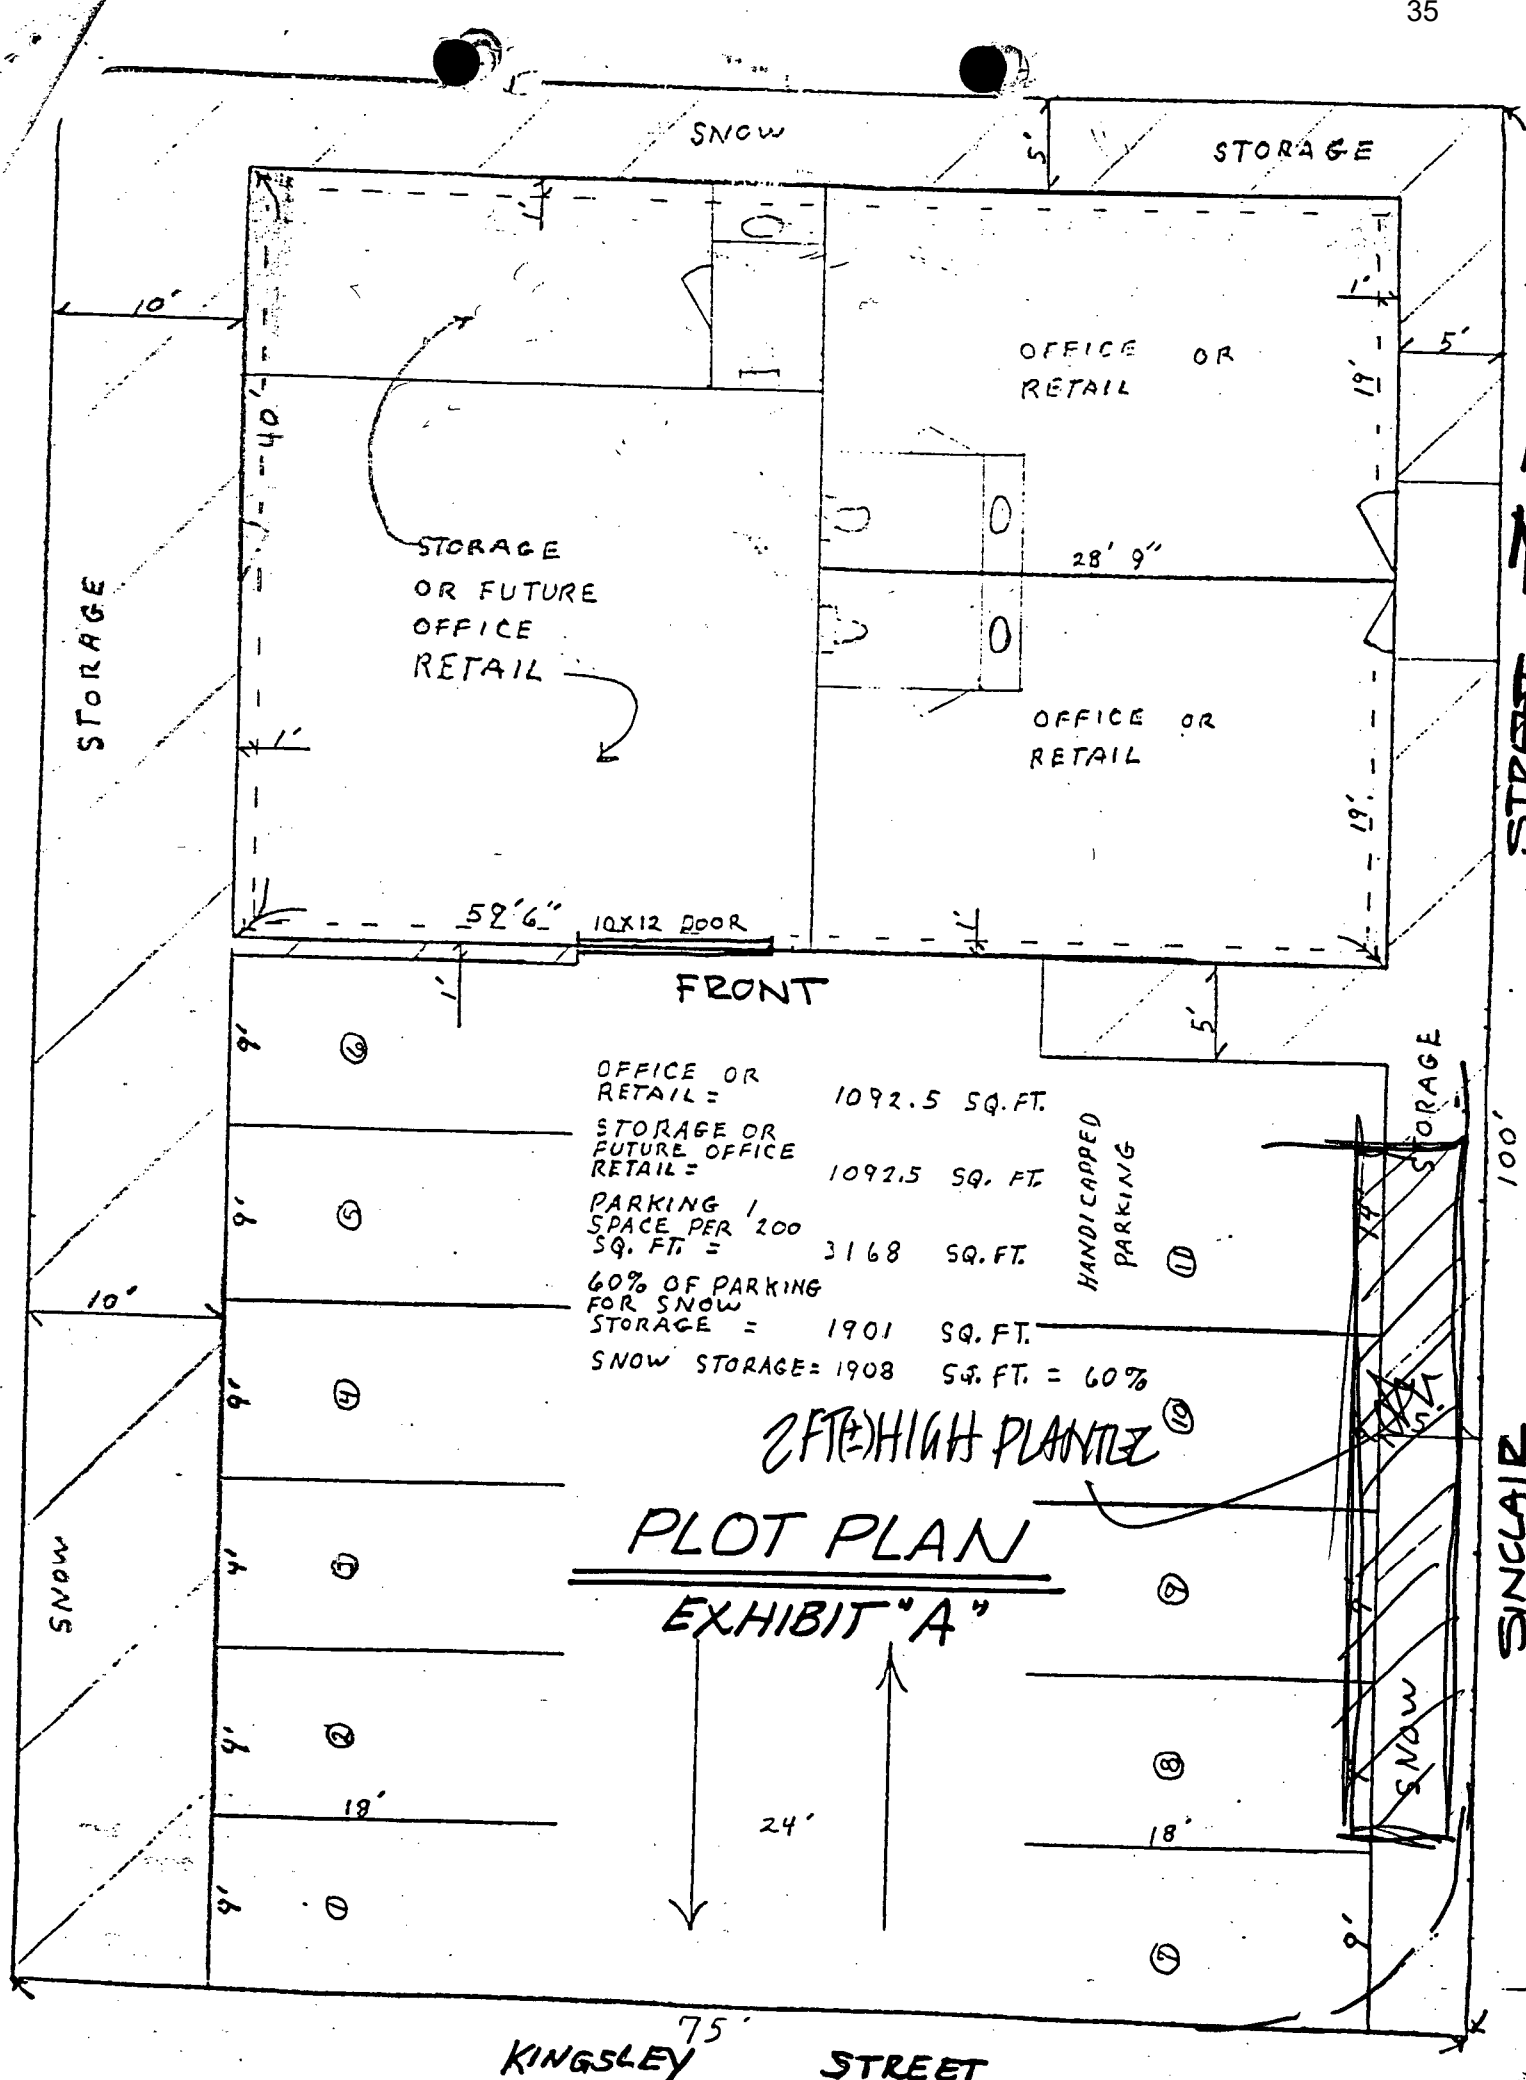 35
SNOW
5'
STORAGE
1'
10'
1'
5'
OFFICE OR
RETAIL
19'
40'
STORAGE
OR FUTURE
OFFICE
RETAIL
28' 9"
STORAGE
STREET
1'
OFFICE OR
RETAIL
19'
52'6"
10X12 DOOR
1'
FRONT
1'
5'
9'
6
STORAGE
OFFICE OR
RETAIL = 1092.5 SQ.FT.
STORAGE OR
FUTURE OFFICE
RETAIL = 1092.5 SQ. FT.
PARKING 1
SPACE PER 200
SQ. FT. = 3168 SQ.FT.
60% OF PARKING
FOR SNOW
STORAGE = 1901 SQ.FT.
SNOW STORAGE = 1908 SQ.FT. = 60%
HANDICAPPED
PARKING
11
100'
9'
5
10'
9'
4
10
5'
2FT(±)HIGH PLANTER
SINCLAIR
PLOT PLAN
EXHIBIT "A"
SNOW
9'
3
9
9'
2
8
SNOW
18'
24'
18'
9'
1
7
9'
75'
KINGSLEY STREET